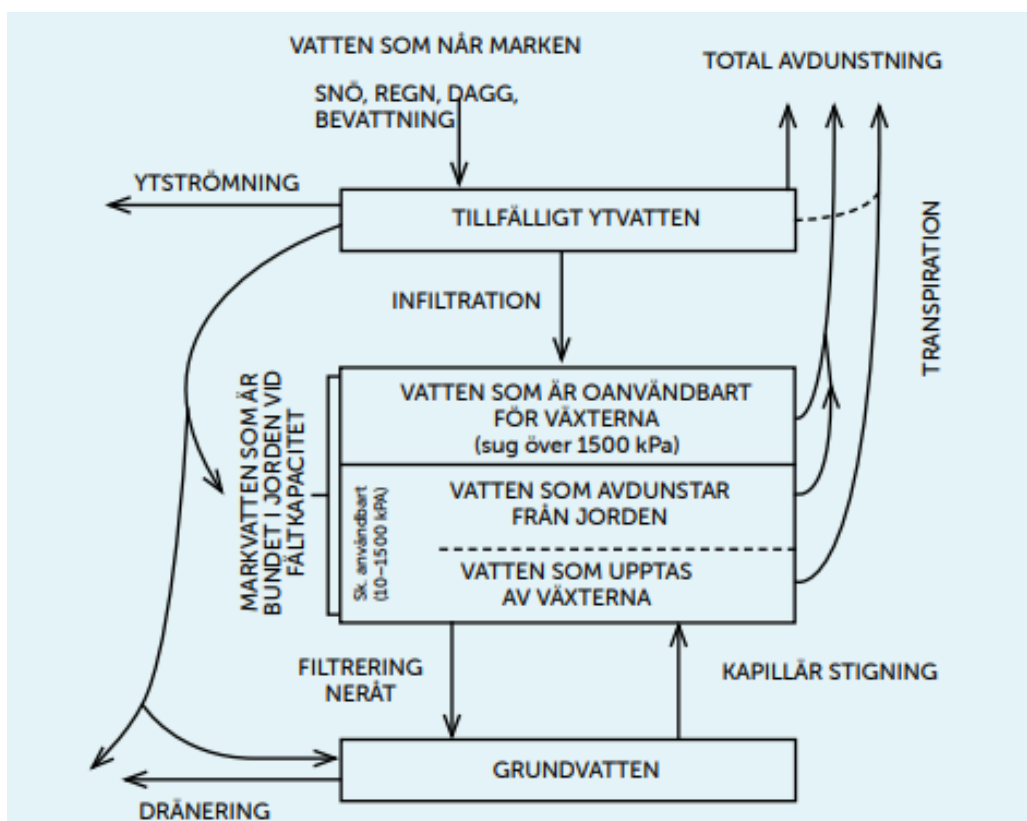 VATTEN SOM NÅR MARKEN
SNÖ, REGN, DAGG,
BEVATTNING
TOTAL AVDUNSTNING
YTSTRÖMNING
TILLFÄLLIGT YTVATTEN
INFILTRATION
TRANSPIRATION
VATTEN SOM ÄR OANVÄNDBART
FÖR VÄXTERNA
(sug över 1500 kPa)
MARKVATTEN SOM ÄR
BUNDET I JORDEN VID
FÄLTKAPACITET
Sk. användbart
(10–1500 kPA)
VATTEN SOM AVDUNSTAR
FRÅN JORDEN
VATTEN SOM UPPTAS
AV VÄXTERNA
FILTRERING
NERÅT
KAPILLÄR STIGNING
GRUNDVATTEN
DRÄNERING